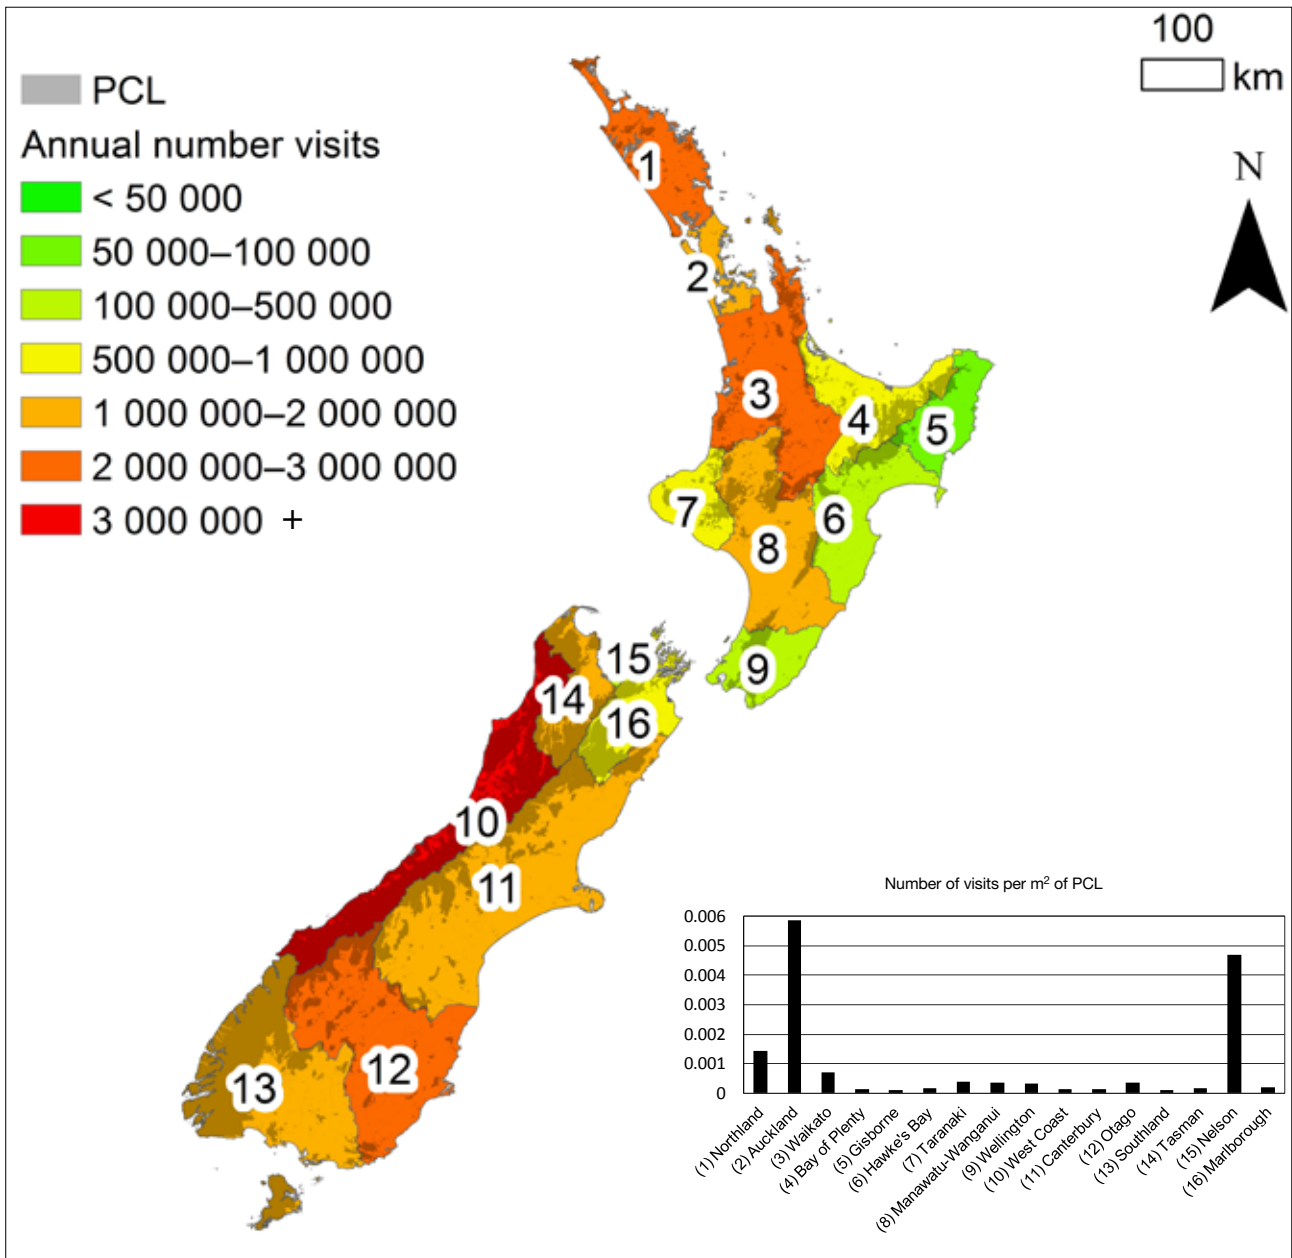 100
km
N
PCL
Annual number visits
< 50 000
50 000–100 000
100 000–500 000
500 000–1 000 000
1 000 000–2 000 000
2 000 000–3 000 000
3 000 000 +
1
2
3
4
5
6
7
8
9
15
14
16
10
11
12
13
Number of visits per m² of PCL
0.006
0.005
0.004
0.003
0.002
0.001
0
(1) Northland
(2) Auckland
(3) Waikato
(4) Bay of Plenty
(5) Gisborne
(6) Hawke's Bay
(7) Taranaki
(8) Manawatu-Wanganui
(9) Wellington
(10) West Coast
(11) Canterbury
(12) Otago
(13) Southland
(14) Tasman
(15) Nelson
(16) Marlborough